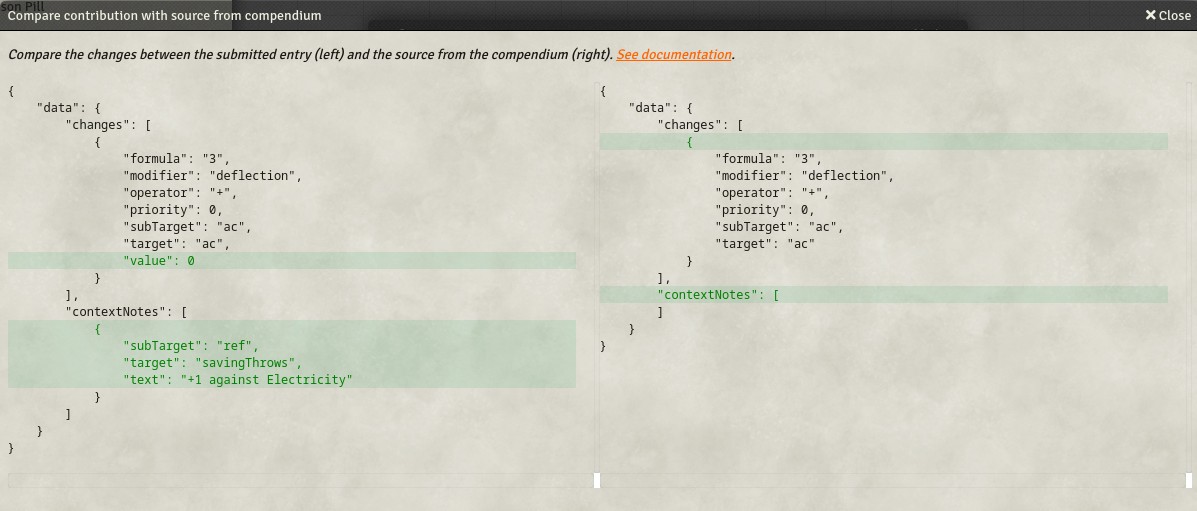 son Pill
Compare contribution with source from compendium
Close
Compare the changes between the submitted entry (left) and the source from the compendium (right). See documentation.
{
    "data": {
        "changes": [
            {
                "formula": "3",
                "modifier": "deflection",
                "operator": "+",
                "priority": 0,
                "subTarget": "ac",
                "target": "ac",
                "value": 0
            }
        ],
        "contextNotes": [
            {
                "subTarget": "ref",
                "target": "savingThrows",
                "text": "+1 against Electricity"
            }
        ]
    }
}
{
    "data": {
        "changes": [
            {
                "formula": "3",
                "modifier": "deflection",
                "operator": "+",
                "priority": 0,
                "subTarget": "ac",
                "target": "ac"
            }
        ],
        "contextNotes": [
        ]
    }
}